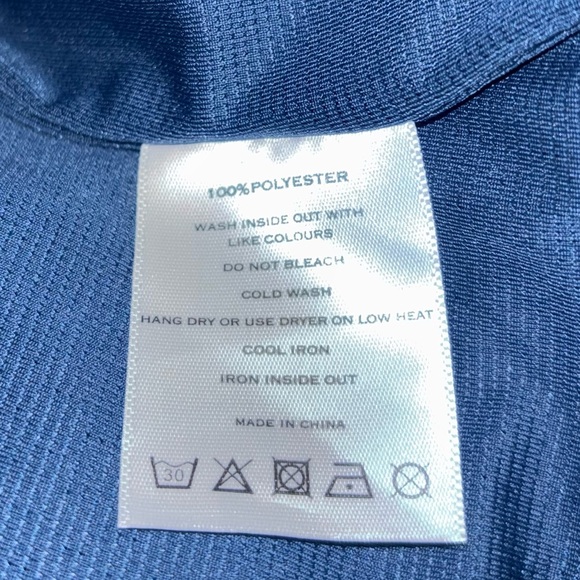 100%POLYESTER
WASH INSIDE OUT WITH
LIKE COLOURS
DO NOT BLEACH
COLD WASH
HANG DRY OR USE DRYER ON LOW HEAT
COOL IRON
IRON INSIDE OUT
MADE IN CHINA
30